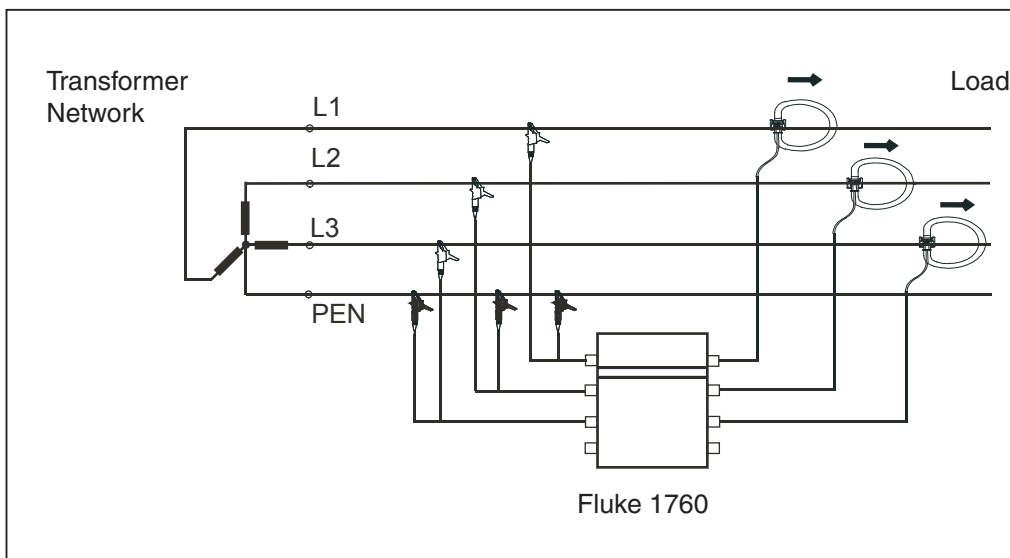 Transformer
Network
Load
L1
L2
L3
PEN
Fluke 1760